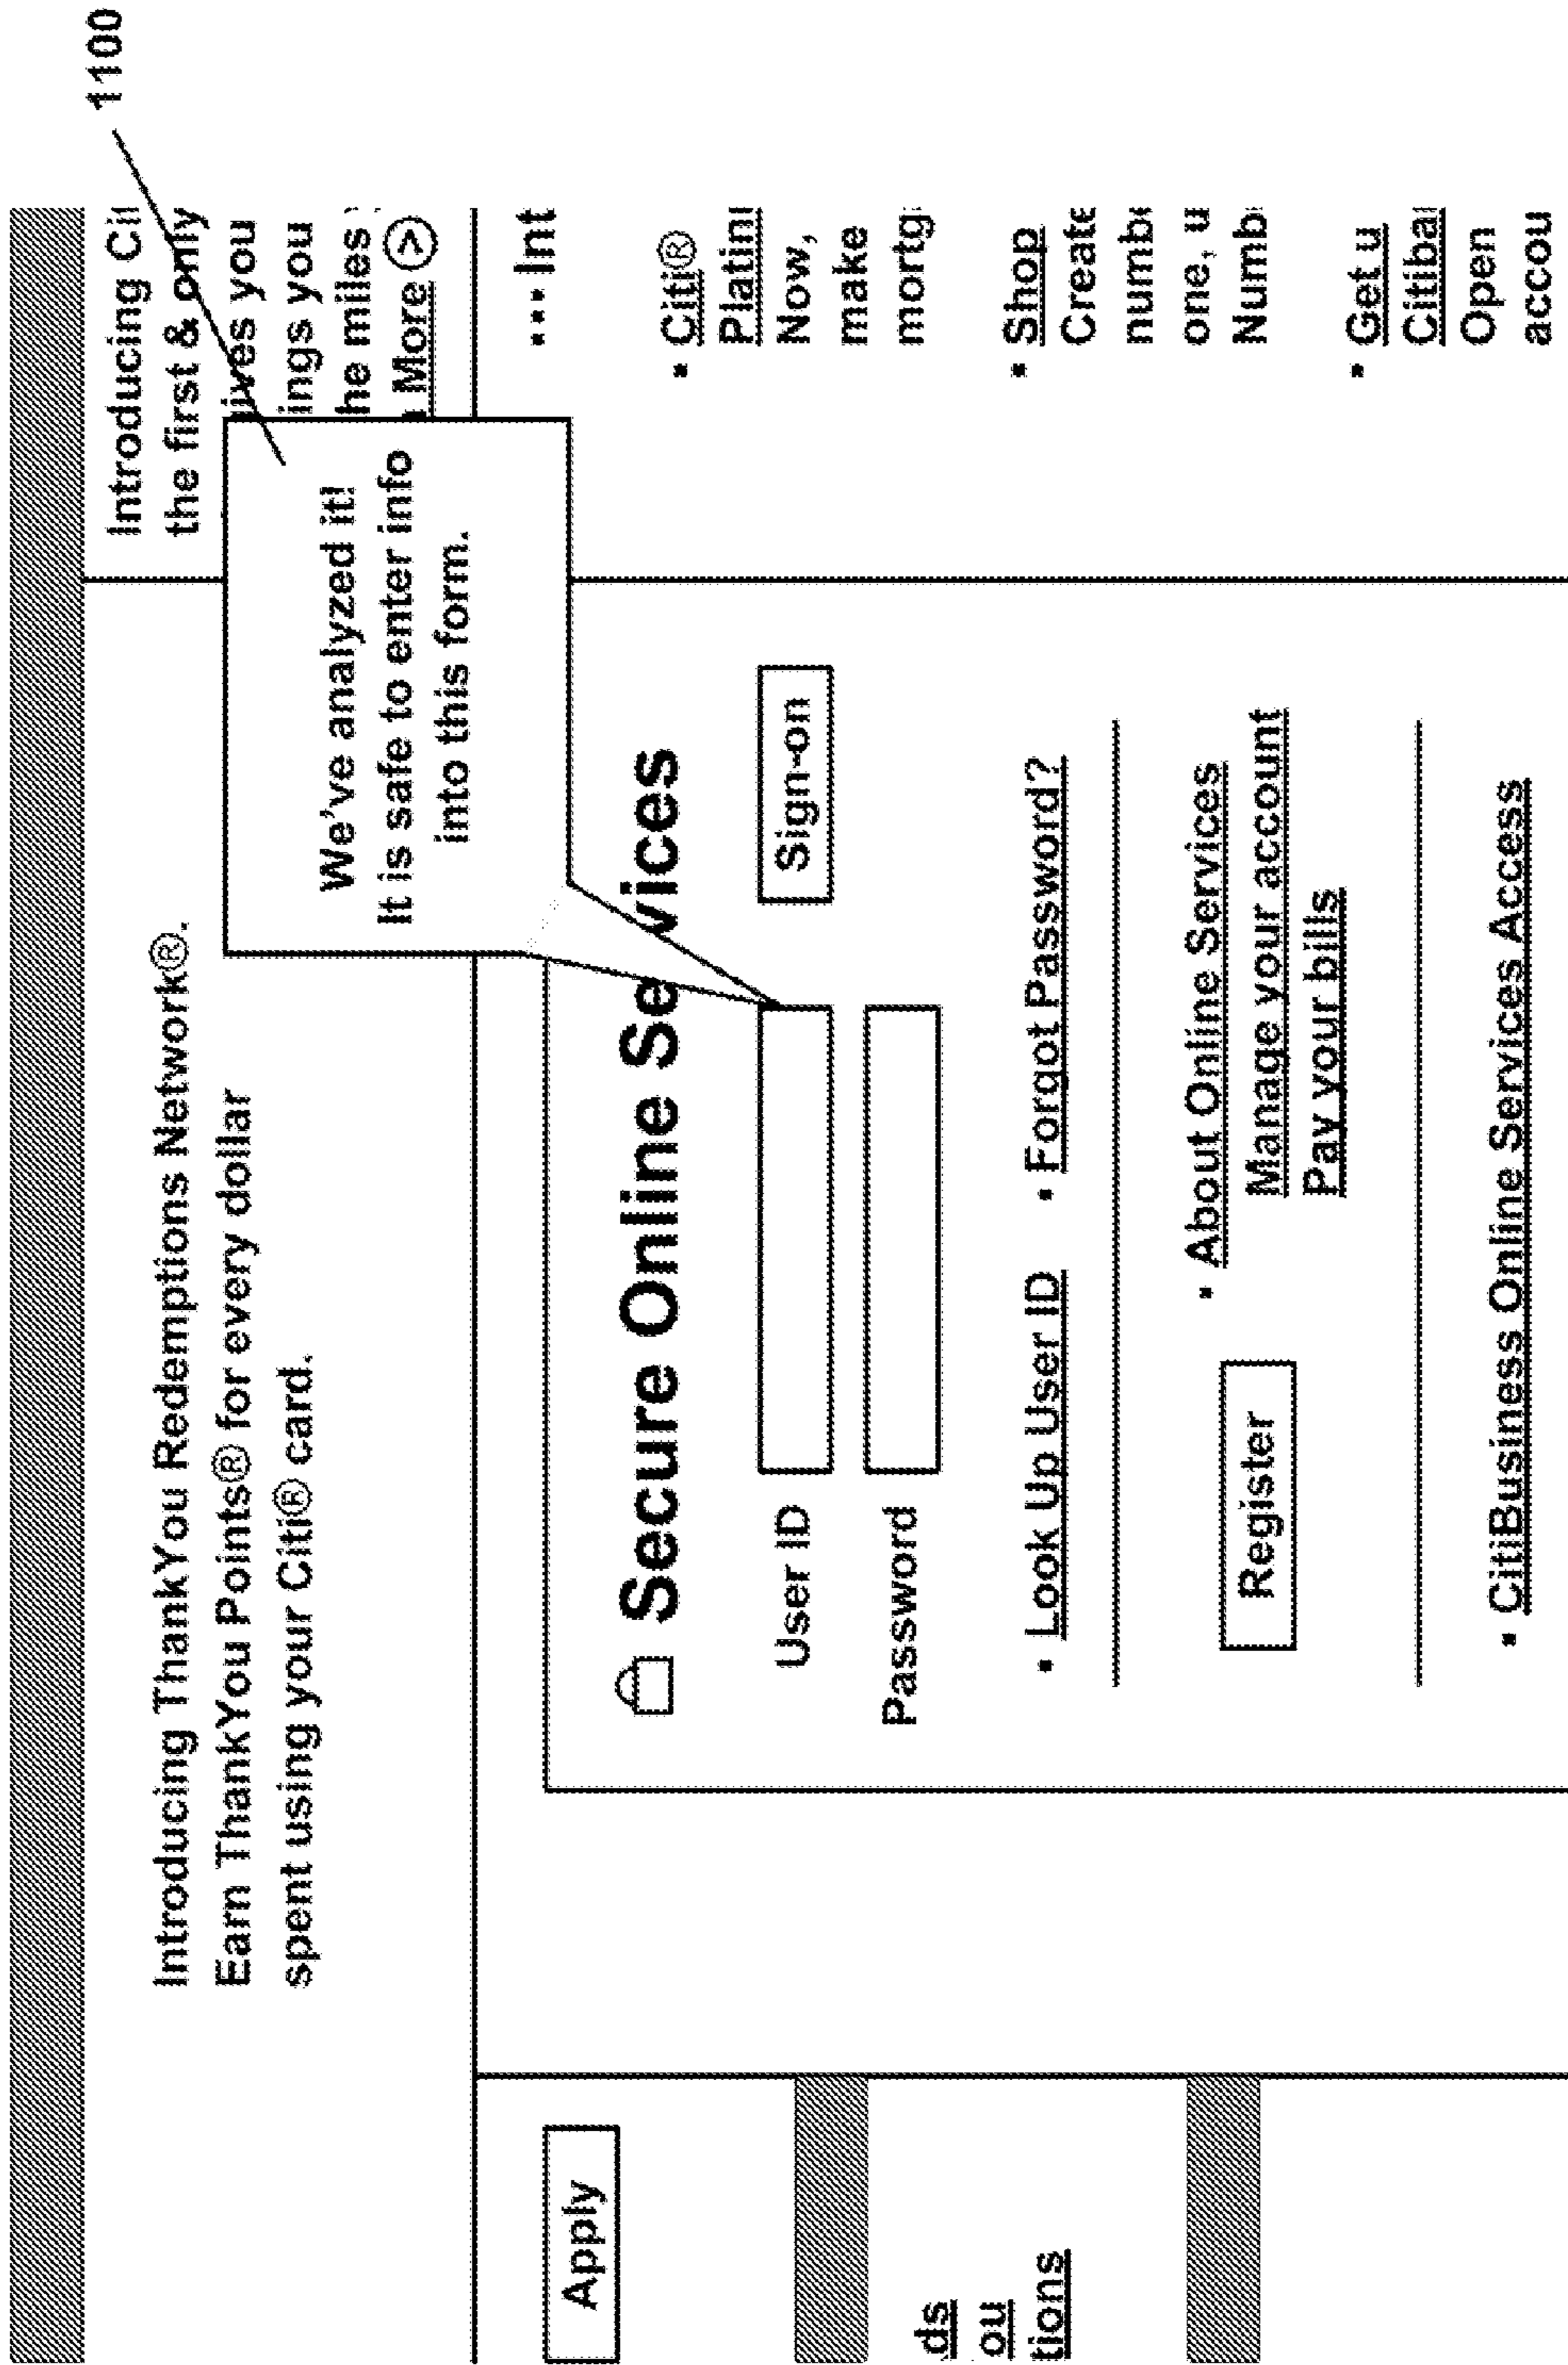 1100
Introducing ThankYou Redemptions Network®.
Earn ThankYou Points® for every dollar
spent using your Citi® card.
Introducing
the first & only
you
ings you
he miles
More
We've analyzed it!
It is safe to enter info
into this form.
Apply
ds
ou
tions
Secure Online Services
User ID
Sign-on
Password
• Look Up User ID • Forgot Password?
Register
• About Online Services
Manage your account
Pay your bills
• CitiBusiness Online Services Access
Int
• Citi®
Platin
Now,
make
mortg
• Shop
Create
numb
one, u
Numb
• Get u
Citiba
Open
accou